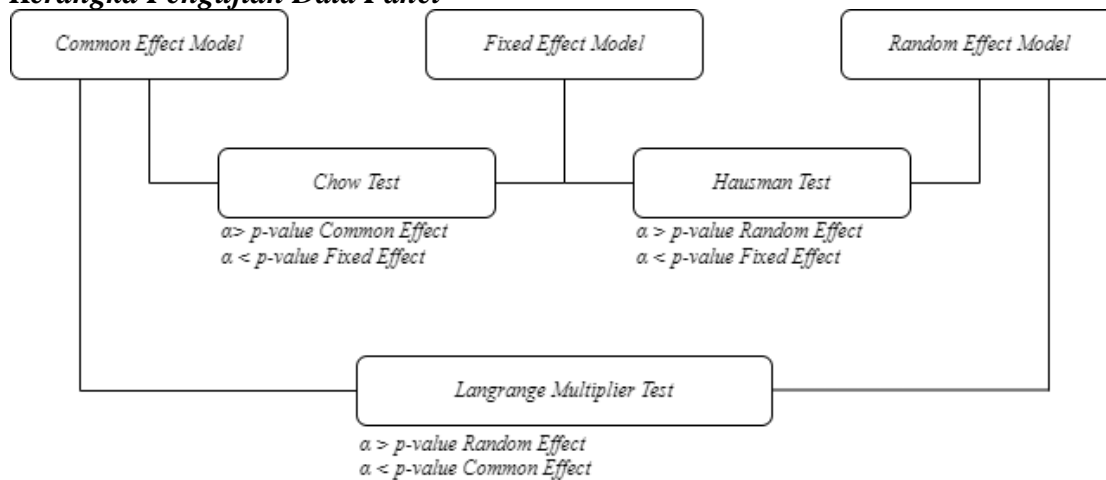 Kerangka Pengujian Data Panel
Common Effect Model
Fixed Effect Model
Random Effect Model
Chow Test
Hausman Test
α> p-value Common Effect
α < p-value Fixed Effect
α > p-value Random Effect
α < p-value Fixed Effect
Langrange Multiplier Test
α > p-value Random Effect
α < p-value Common Effect